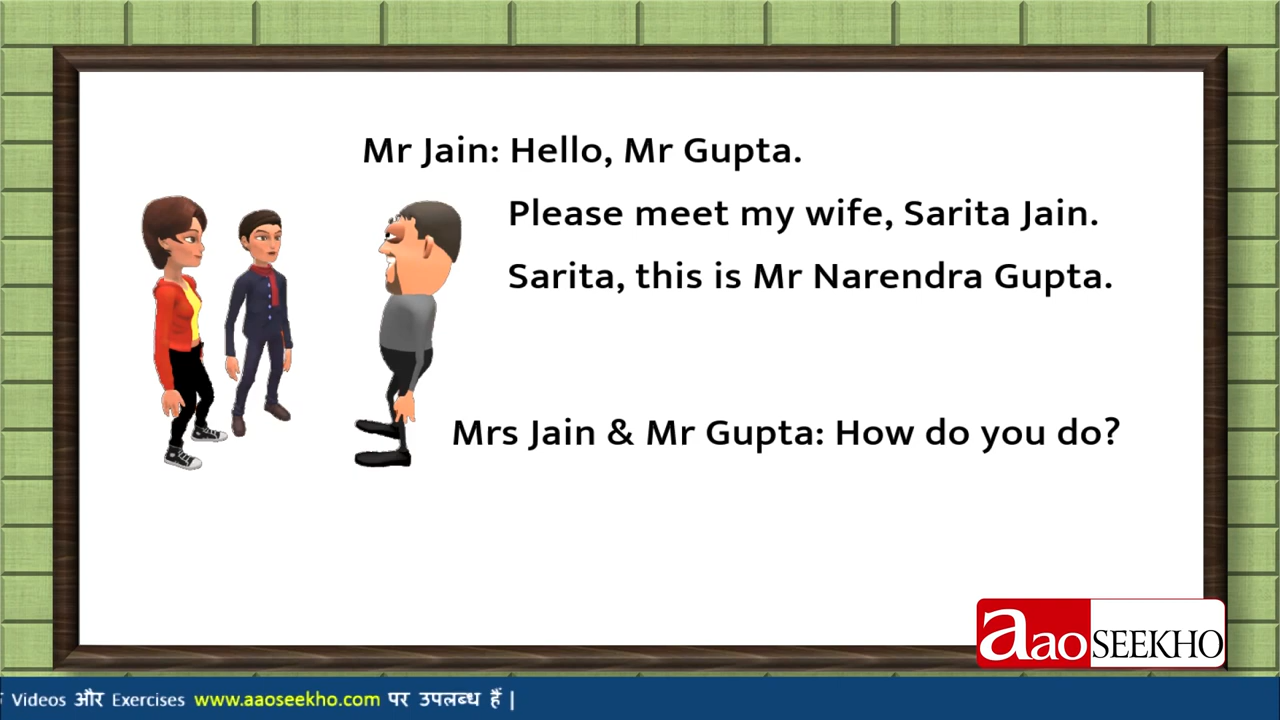 Mr Jain: Hello, Mr Gupta.
Please meet my wife, Sarita Jain.
Sarita, this is Mr Narendra Gupta.
Mrs Jain & Mr Gupta: How do you do?
aaoSEEKHO
Videos और Exercises www.aaoseekho.com पर उपलब्ध हैं |